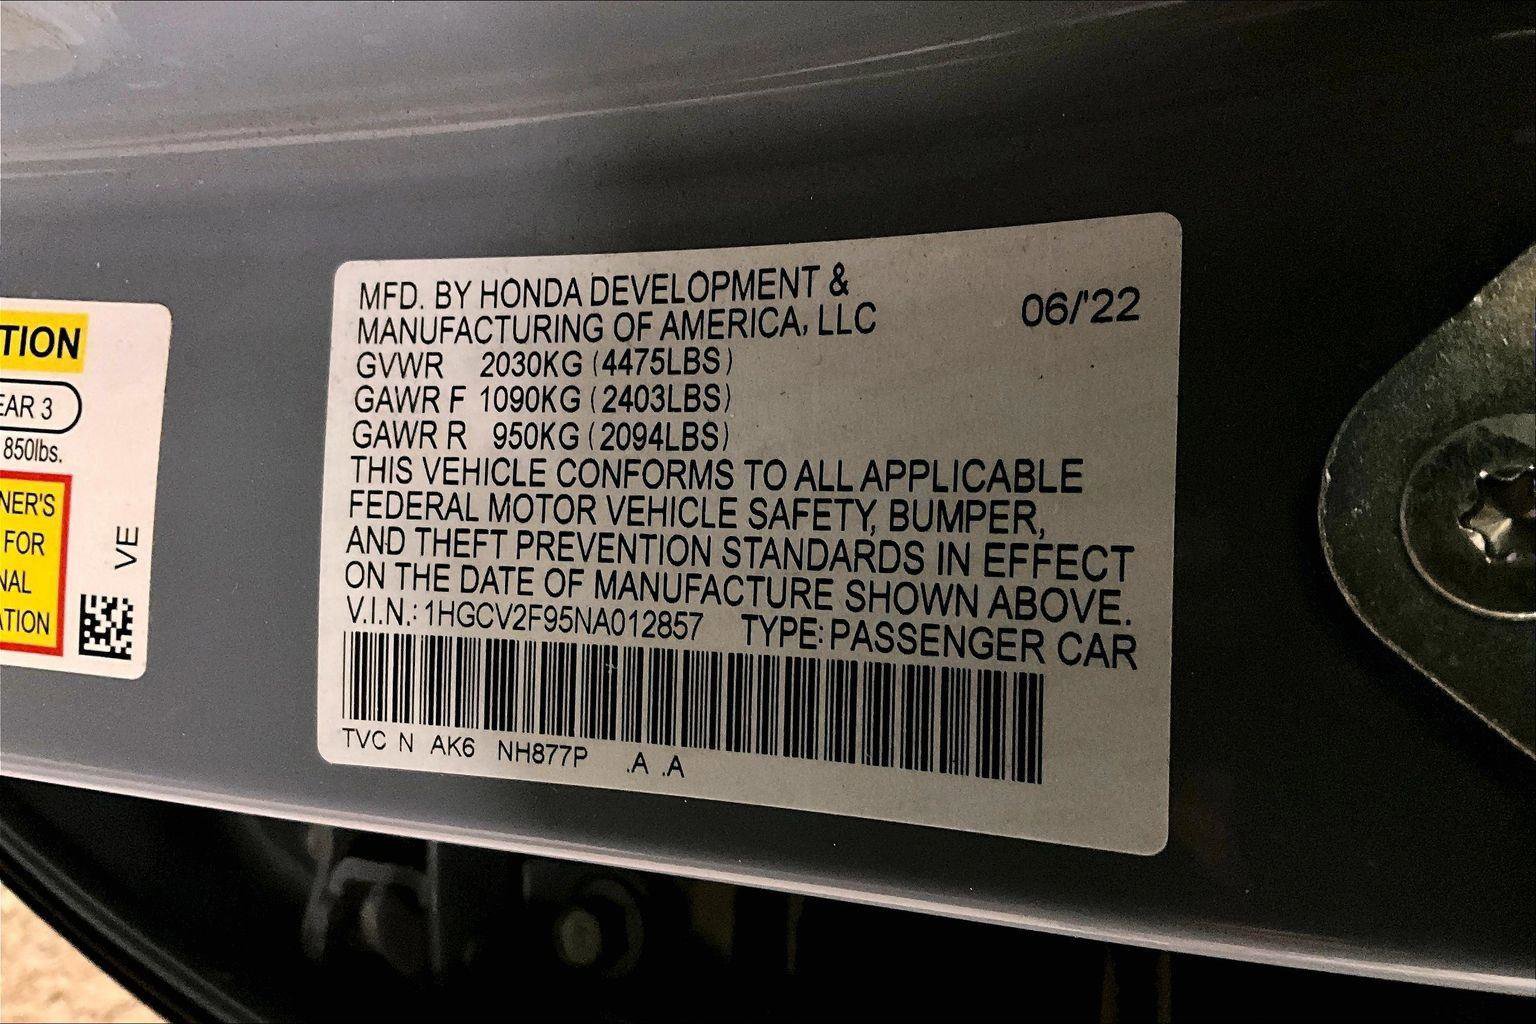 TION
EAR 3
850lbs.
NER'S
FOR
NAL
ATION
VE
MFD. BY HONDA DEVELOPMENT &
MANUFACTURING OF AMERICA, LLC
06/'22
GVWR 2030KG (4475LBS)
GAWR F 1090KG (2403LBS)
GAWR R 950KG (2094LBS)
THIS VEHICLE CONFORMS TO ALL APPLICABLE
FEDERAL MOTOR VEHICLE SAFETY, BUMPER,
AND THEFT PREVENTION STANDARDS IN EFFECT
ON THE DATE OF MANUFACTURE SHOWN ABOVE.
V.I.N.: 1HGCV2F95NA012857 TYPE: PASSENGER CAR
TVC N AK6 NH877P .A .A